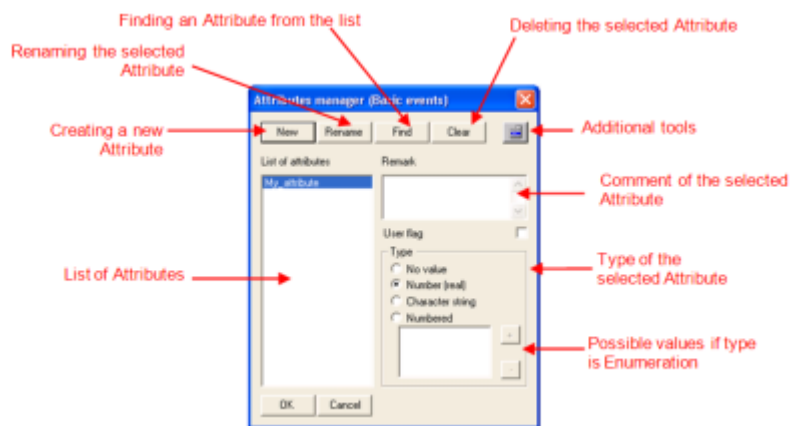 Finding an Attribute from the list
Deleting the selected Attribute
Renaming the selected
Attribute
Attributes manager (Basic events)
Creating a new
Attribute
New
Rename
Find
Clear
Additional tools
List of attributes
Remark
My_attribute
Comment of the selected
Attribute
User flag
Type
No value
Number (real)
Character string
Numbered
List of Attributes
Type of the
selected Attribute
Possible values if type
is Enumeration
OK
Cancel